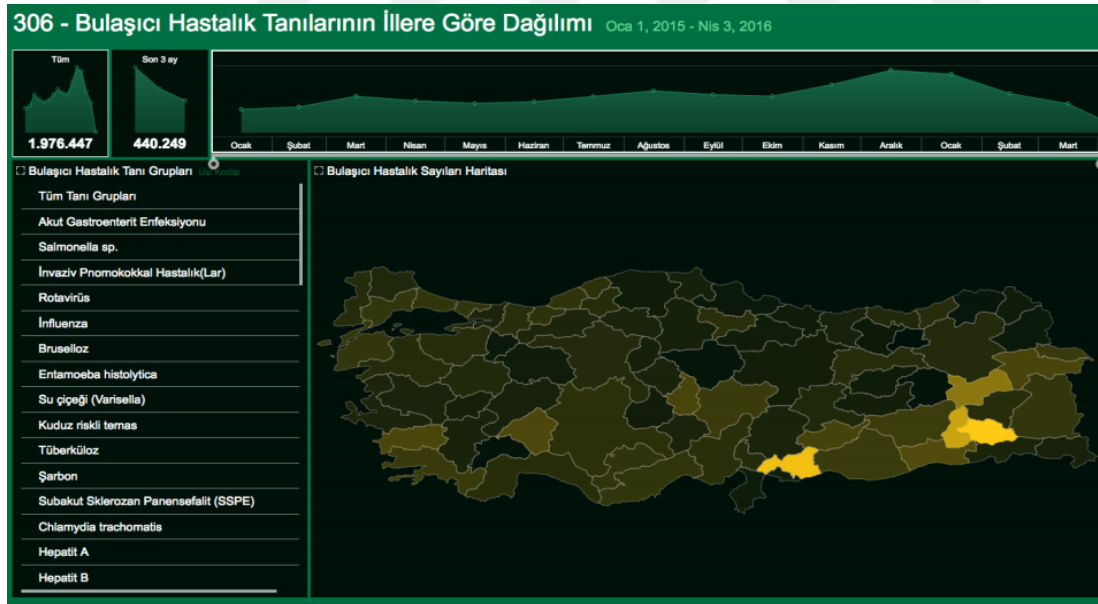 306 - Bulaşıcı Hastalık Tanılarının İllere Göre Dağılımı Oca 1, 2015 - Nis 3, 2016
Tüm
Son 3 ay
1.976.447
440.249
Ocak Şubat Mart Nisan Mayıs Haziran Temmuz Ağustos Eylül Ekim Kasım Aralık Ocak Şubat Mart
Bulaşıcı Hastalık Tanı Grupları Üst Kodlar
Bulaşıcı Hastalık Sayıları Haritası
Tüm Tanı Grupları
Akut Gastroenterit Enfeksiyonu
Salmonella sp.
İnvaziv Pnomokokkal Hastalık(Lar)
Rotavirüs
İnfluenza
Bruselloz
Entamoeba histolytica
Su çiçeği (Varisella)
Kuduz riskli temas
Tüberküloz
Şarbon
Subakut Sklerozan Panensefalit (SSPE)
Chlamydia trachomatis
Hepatit A
Hepatit B